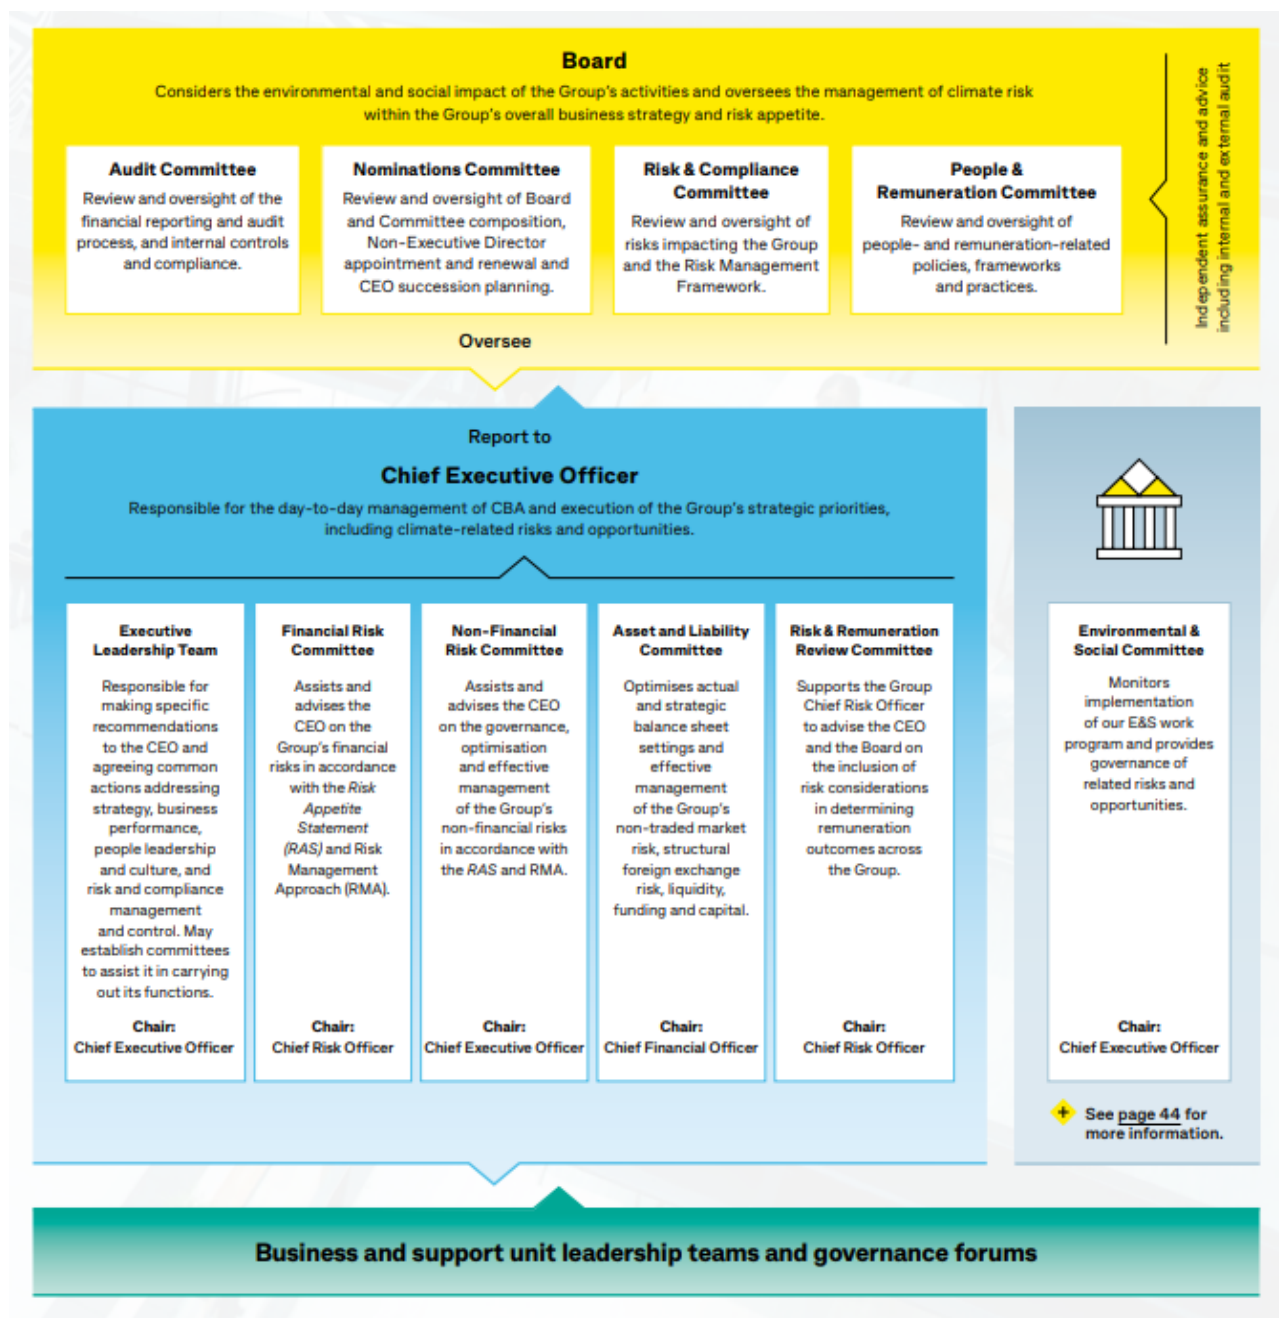 Board
Considers the environmental and social impact of the Group's activities and oversees the management of climate risk
within the Group's overall business strategy and risk appetite.
Audit Committee
Review and oversight of the
financial reporting and audit
process, and internal controls
and compliance.
Nominations Committee
Review and oversight of Board
and Committee composition,
Non-Executive Director
appointment and renewal and
CEO succession planning.
Risk & Compliance
Committee
Review and oversight of
risks impacting the Group
and the Risk Management
Framework.
People &
Remuneration Committee
Review and oversight of
people- and remuneration-related
policies, frameworks
and practices.
Independent assurance and advice
including internal and external audit
Oversee
Report to
Chief Executive Officer
Responsible for the day-to-day management of CBA and execution of the Group's strategic priorities,
including climate-related risks and opportunities.
Executive
Leadership Team
Responsible for
making specific
recommendations
to the CEO and
agreeing common
actions addressing
strategy, business
performance,
people leadership
and culture, and
risk and compliance
management
and control. May
establish committees
to assist it in carrying
out its functions.
Chair:
Chief Executive Officer
Financial Risk
Committee
Assists and
advises the
CEO on the
Group's financial
risks in accordance
with the Risk
Appetite
Statement
(RAS) and Risk
Management
Approach (RMA).
Chair:
Chief Risk Officer
Non-Financial
Risk Committee
Assists and
advises the CEO
on the governance,
optimisation
and effective
management
of the Group's
non-financial risks
in accordance with
the RAS and RMA.
Chair:
Chief Executive Officer
Asset and Liability
Committee
Optimises actual
and strategic
balance sheet
settings and
effective
management
of the Group's
non-traded market
risk, structural
foreign exchange
risk, liquidity,
funding and capital.
Chair:
Chief Financial Officer
Risk & Remuneration
Review Committee
Supports the Group
Chief Risk Officer
to advise the CEO
and the Board on
the inclusion of
risk considerations
in determining
remuneration
outcomes across
the Group.
Chair:
Chief Risk Officer
Environmental &
Social Committee
Monitors
implementation
of our E&S work
program and provides
governance of
related risks and
opportunities.
Chair:
Chief Executive Officer
See page 44 for
more information.
Business and support unit leadership teams and governance forums